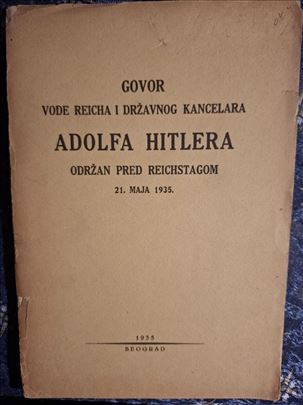 GOVOR
VOĐE REICHA I DRŽAVNOG KANCELARA
ADOLFA HITLERA
ODRŽAN PRED REICHSTAGOM
21. MAJA 1935.
1935
BEOGRAD